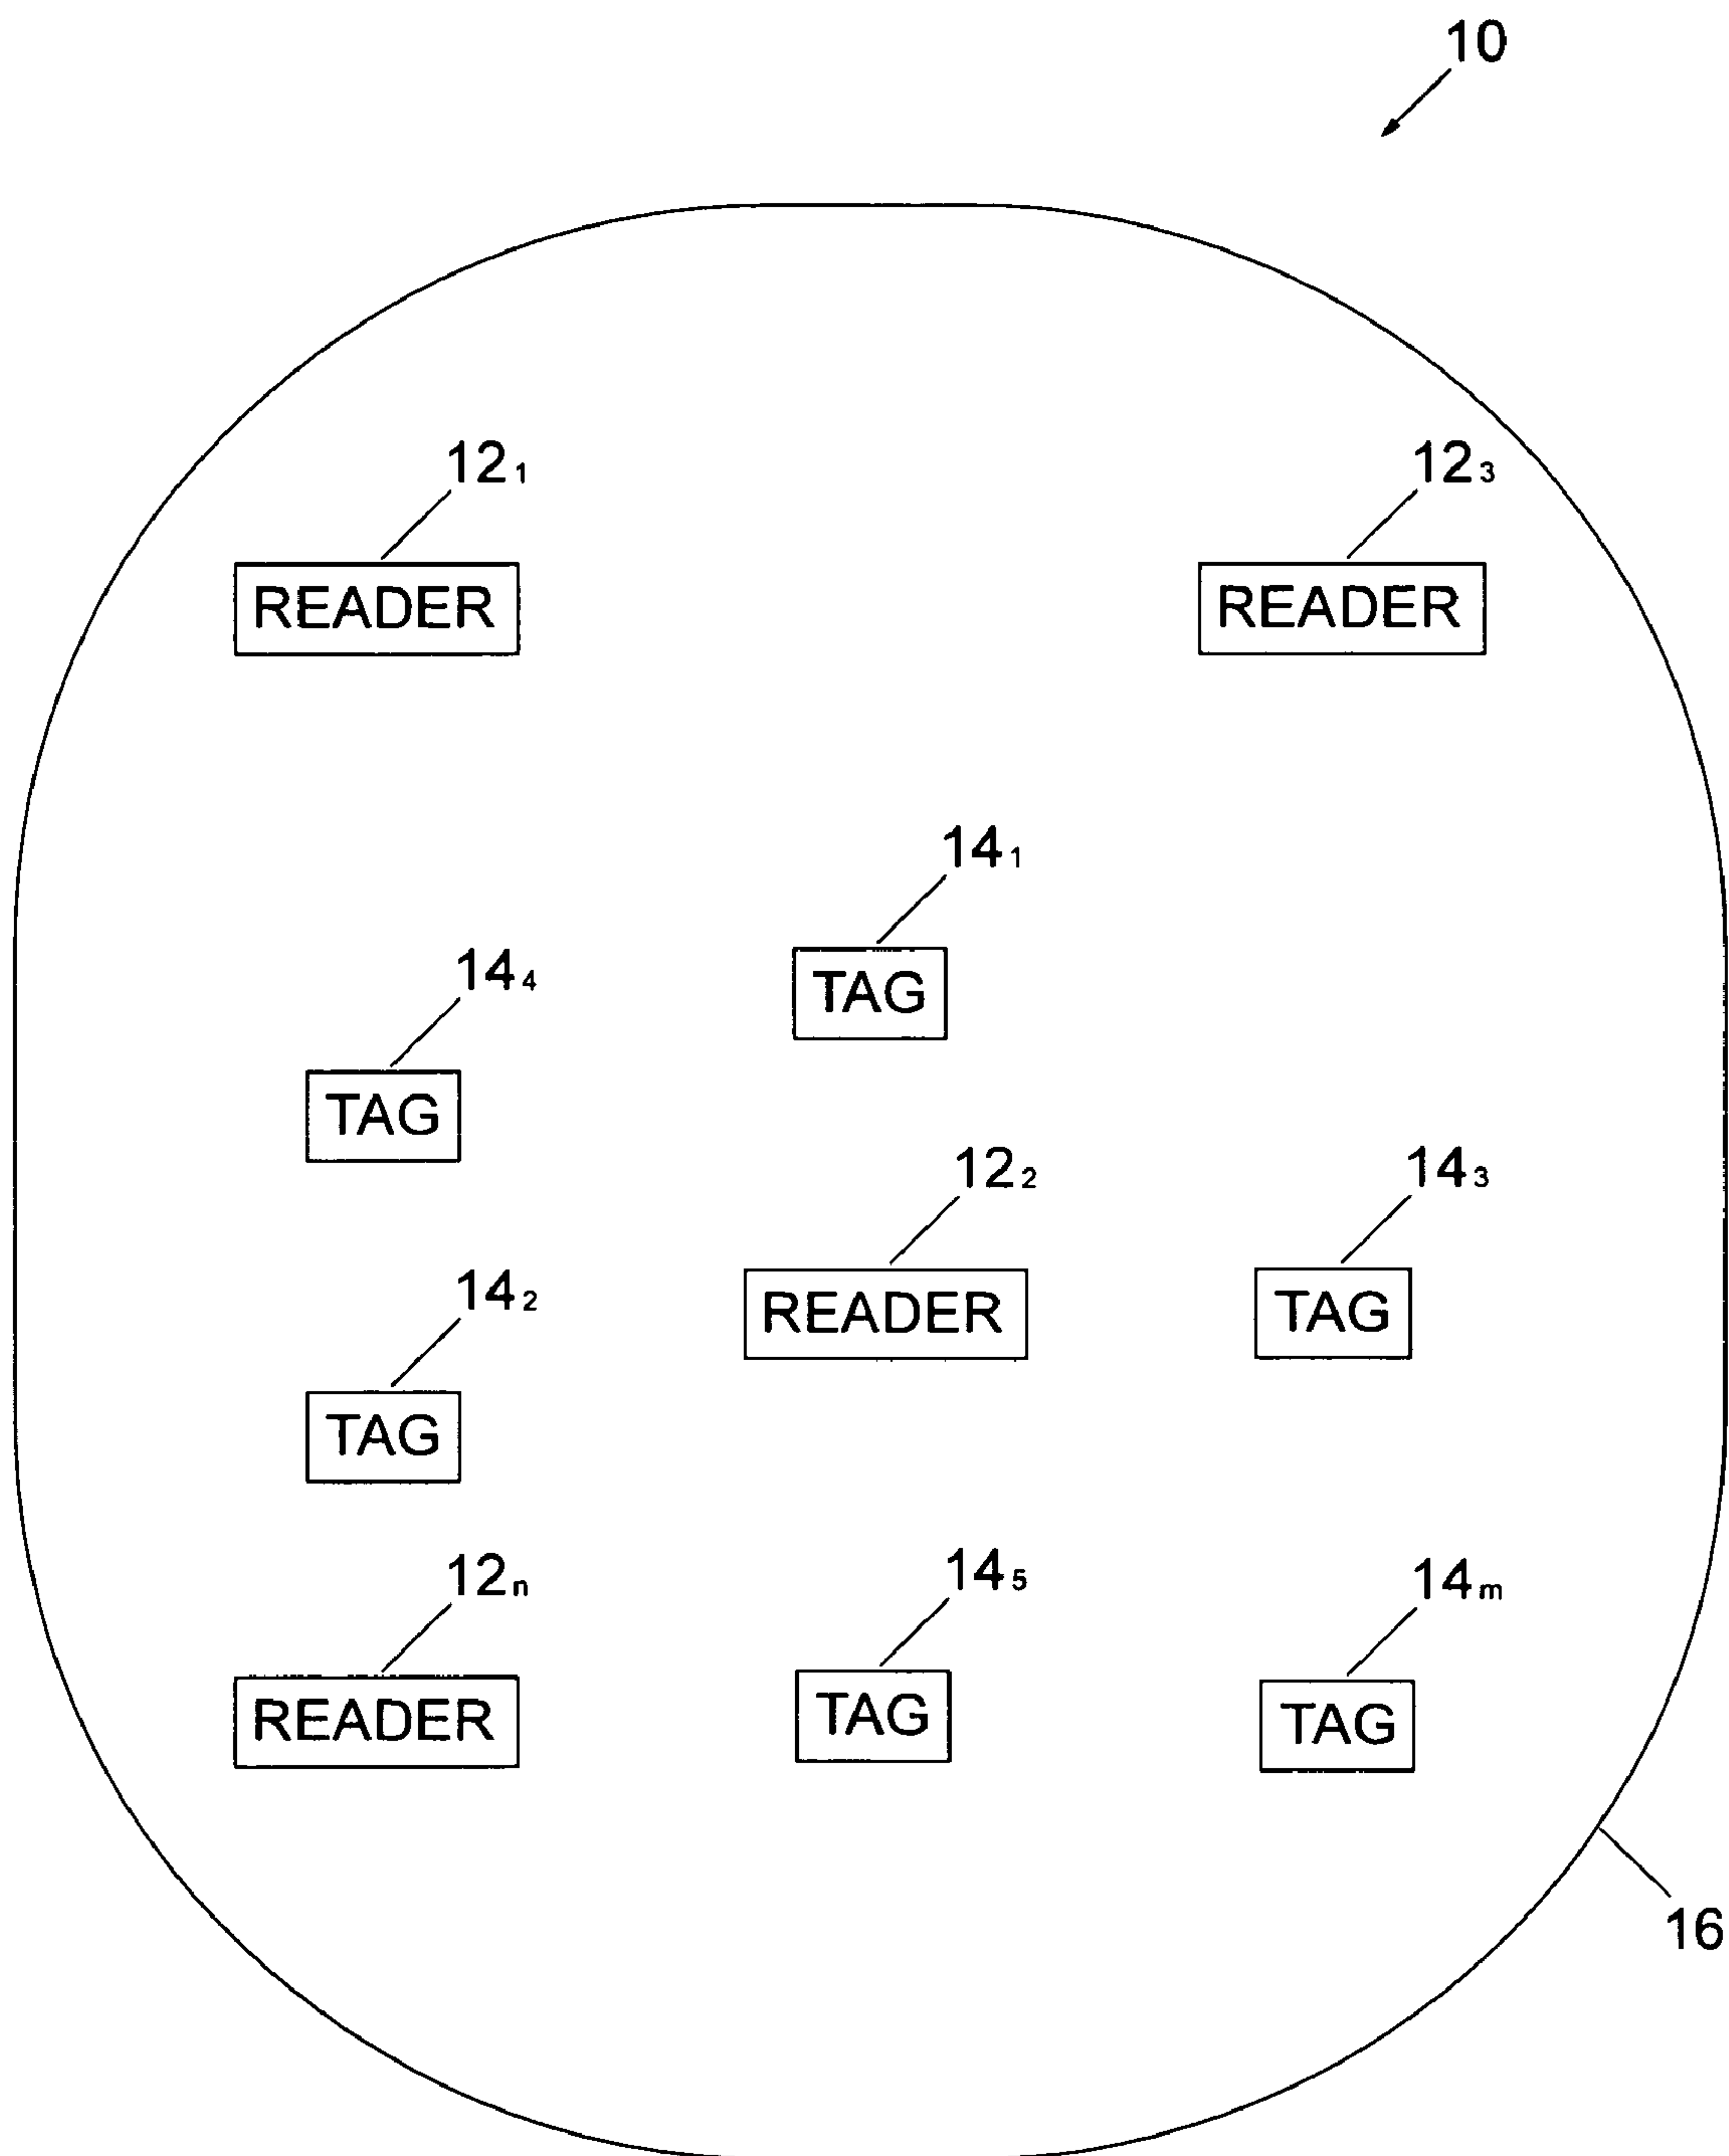 10
12₁ 12₃
READER READER
14₁
14₄
TAG
TAG
12₂ 14₃
14₂
READER TAG
TAG
12ₙ 14₅ 14ₘ
READER TAG TAG
16